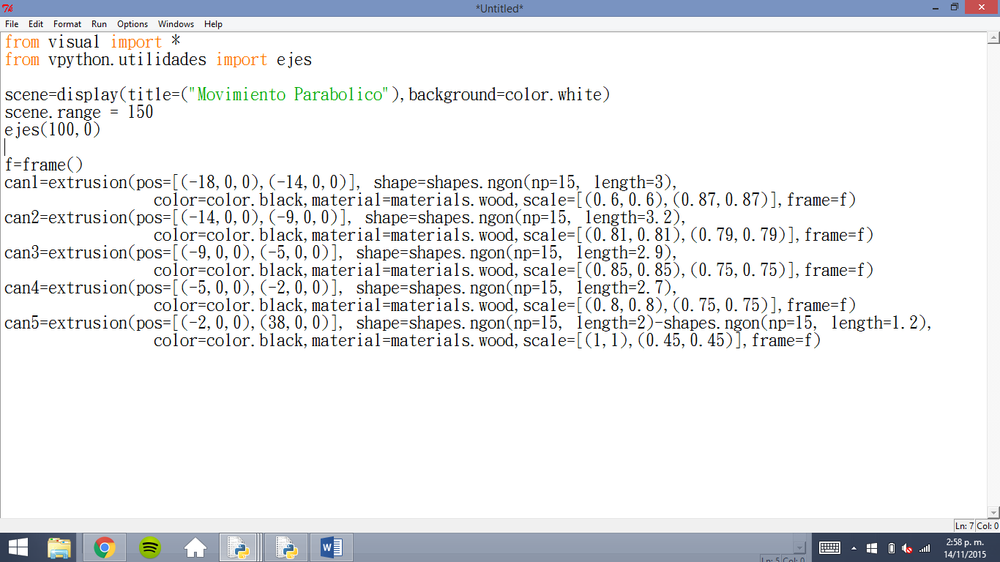 *Untitled*
File Edit Format Run Options Windows Help
from visual import *
from vpython.utilidades import ejes
scene=display(title=("Movimiento Parabolico"),background=color.white)
scene.range = 150
ejes(100,0)
f=frame()
can1=extrusion(pos=[(-18,0,0),(-14,0,0)], shape=shapes.ngon(np=15, length=3),
color=color.black,material=materials.wood,scale=[(0.6,0.6),(0.87,0.87)],frame=f)
can2=extrusion(pos=[(-14,0,0),(-9,0,0)], shape=shapes.ngon(np=15, length=3.2),
color=color.black,material=materials.wood,scale=[(0.81,0.81),(0.79,0.79)],frame=f)
can3=extrusion(pos=[(-9,0,0),(-5,0,0)], shape=shapes.ngon(np=15, length=2.9),
color=color.black,material=materials.wood,scale=[(0.85,0.85),(0.75,0.75)],frame=f)
can4=extrusion(pos=[(-5,0,0),(-2,0,0)], shape=shapes.ngon(np=15, length=2.7),
color=color.black,material=materials.wood,scale=[(0.8,0.8),(0.75,0.75)],frame=f)
can5=extrusion(pos=[(-2,0,0),(38,0,0)], shape=shapes.ngon(np=15, length=2)-shapes.ngon(np=15, length=1.2),
color=color.black,material=materials.wood,scale=[(1,1),(0.45,0.45)],frame=f)
Ln: 7 Col: 0
Ln: 5 Col: 0
2:58 p. m.
14/11/2015